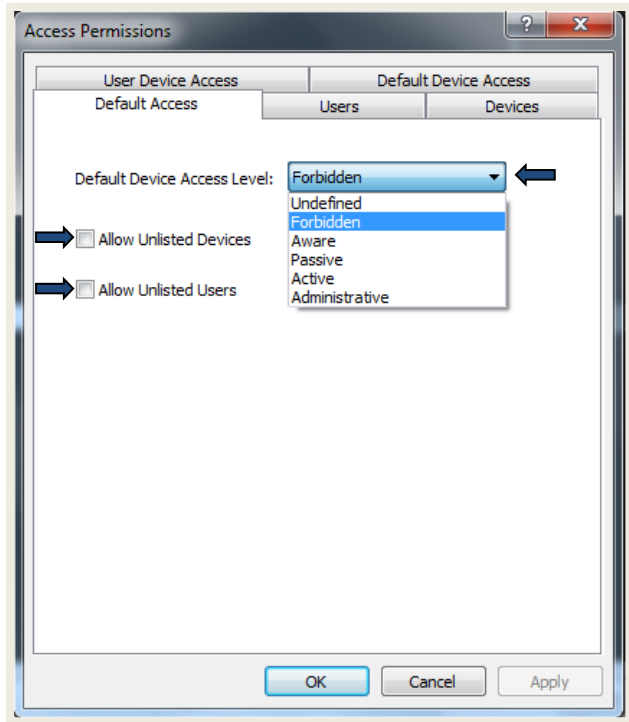 Access Permissions
?
X
User Device Access
Default Device Access
Default Access
Users
Devices
Default Device Access Level:
Forbidden
Undefined
Forbidden
Aware
Passive
Active
Administrative
Allow Unlisted Devices
Allow Unlisted Users
OK
Cancel
Apply